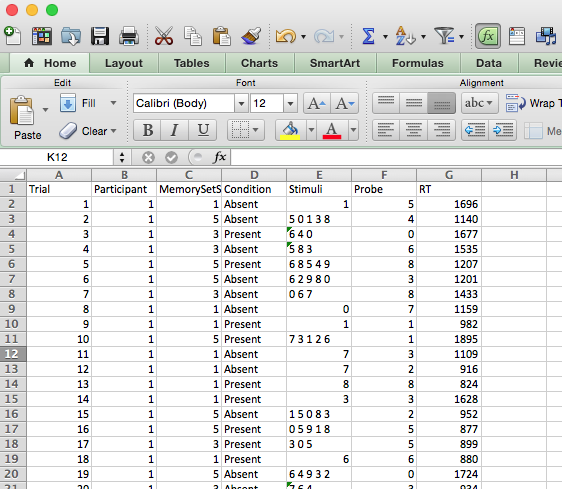 Home Layout Tables Charts SmartArt Formulas Data Revie
Edit Font Alignment
Fill Calibri (Body) 12 A A abc Wrap T
Paste Clear B I U A Me
K12 fx
A B C D E F G H
1 Trial Participant MemorySetS Condition Stimuli Probe RT
2 1 1 1 Absent 1 5 1696
3 2 1 5 Absent 5 0 1 3 8 4 1140
4 3 1 3 Present 6 4 0 0 1677
5 4 1 3 Absent 5 8 3 6 1535
6 5 1 5 Present 6 8 5 4 9 8 1207
7 6 1 5 Absent 6 2 9 8 0 3 1201
8 7 1 3 Absent 0 6 7 8 1433
9 8 1 1 Absent 0 7 1159
10 9 1 1 Present 1 1 982
11 10 1 5 Present 7 3 1 2 6 1 1895
12 11 1 1 Absent 7 3 1109
13 12 1 1 Absent 7 2 916
14 13 1 1 Present 8 8 824
15 14 1 1 Present 3 3 1628
16 15 1 5 Absent 1 5 0 8 3 2 952
17 16 1 5 Present 0 5 9 1 8 5 877
18 17 1 3 Present 3 0 5 5 899
19 18 1 1 Present 6 6 880
20 19 1 5 Absent 6 4 9 3 2 0 1724
21 20 1 3 Absent 7 6 4 3 934